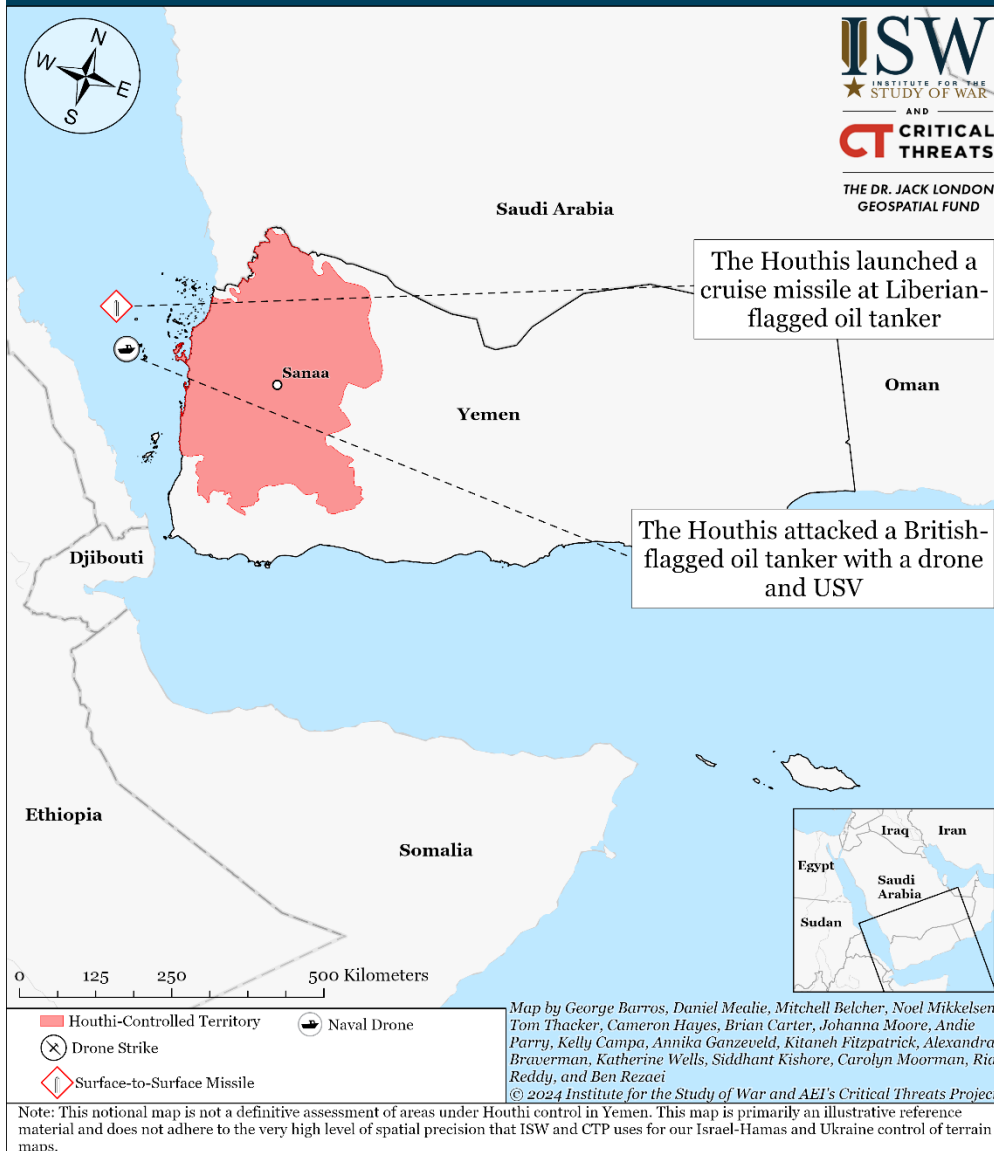 N
W
E
S
ISW
INSTITUTE FOR THE
STUDY OF WAR
AND
CT CRITICAL
THREATS
THE DR. JACK LONDON
GEOSPATIAL FUND
Saudi Arabia
The Houthis launched a
cruise missile at Liberian-
flagged oil tanker
Sanaa
Yemen
Oman
The Houthis attacked a British-
flagged oil tanker with a drone
and USV
Djibouti
Ethiopia
Somalia
Iraq
Iran
Egypt
Saudi
Arabia
Sudan
0 125 250 500 Kilometers
Houthi-Controlled Territory
Naval Drone
Drone Strike
Surface-to-Surface Missile
Map by George Barros, Daniel Mealie, Mitchell Belcher, Noel Mikkelsen,
Tom Thacker, Cameron Hayes, Brian Carter, Johanna Moore, Andie
Parry, Kelly Campa, Annika Ganzeveld, Kitaneh Fitzpatrick, Alexandra
Braverman, Katherine Wells, Siddhant Kishore, Carolyn Moorman, Ria
Reddy, and Ben Rezaei
© 2024 Institute for the Study of War and AEI's Critical Threats Project
Note: This notional map is not a definitive assessment of areas under Houthi control in Yemen. This map is primarily an illustrative reference
material and does not adhere to the very high level of spatial precision that ISW and CTP uses for our Israel-Hamas and Ukraine control of terrain
maps.